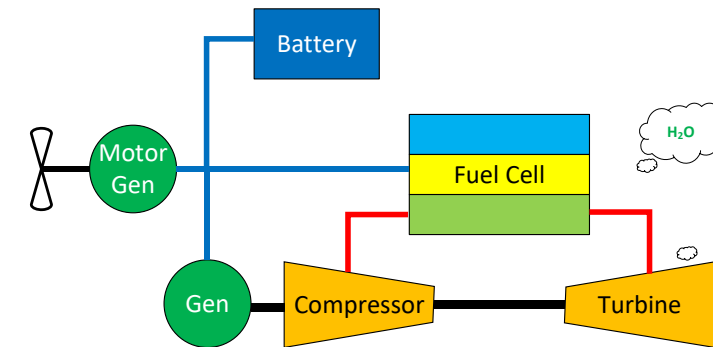 Battery
H₂O
Motor
Gen
Fuel Cell
Gen
Compressor
Turbine